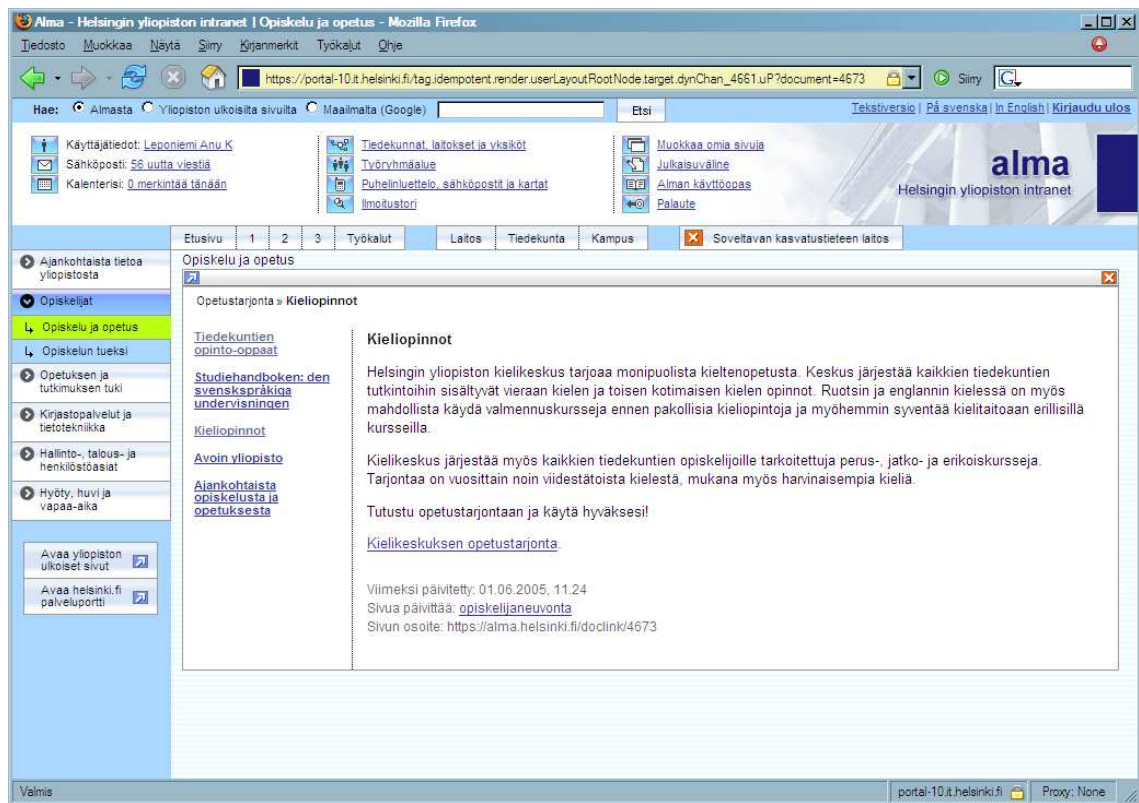 Alma - Helsingin yliopiston intranet | Opiskelu ja opetus - Mozilla Firefox
Tiedosto Muokkaa Näytä Siirry Kirjanmerkit Työkalut Ohje
https://portal-10.it.helsinki.fi/tag.idempotent.render.userLayoutRootNode.target.dynChan_4661.uP?document=4673 Siirry G
Hae: Almasta Yliopiston ulkoisilta sivuilta Maailmalta (Google) Etsi Tekstiversio | På svenska | In English | Kirjaudu ulos
Käyttäjätiedot: Leponiemi Anu K
Sähköposti: 56 uutta viestiä
Kalenterisi: 0 merkintää tänään
Tiedekunnat, laitokset ja yksiköt
Työryhmäalue
Puhelinluettelo, sähköpostit ja kartat
Ilmoitustori
Muokkaa omia sivuja
Julkaisuväline
Alman käyttöopas
Palaute
alma
Helsingin yliopiston intranet
Etusivu 1 2 3 Työkalut Laitos Tiedekunta Kampus Soveltavan kasvatustieteen laitos
Ajankohtaista tietoa
yliopistosta
Opiskelijat
Opiskelu ja opetus
Opiskelun tueksi
Opetuksen ja
tutkimuksen tuki
Kirjastopalvelut ja
tietotekniikka
Hallinto-, talous- ja
henkilöstöasiat
Hyöty, huvi ja
vapaa-aika
Avaa yliopiston
ulkoiset sivut
Avaa helsinki.fi
palveluportti
Opiskelu ja opetus
Opetustarjonta » Kieliopinnot
Tiedekuntien
opinto-oppaat
Studiehandboken: den
svenskspråkiga
undervisningen
Kieliopinnot
Avoin yliopisto
Ajankohtaista
opiskelusta ja
opetuksesta
Kieliopinnot
Helsingin yliopiston kielikeskus tarjoaa monipuolista kieltenopetusta. Keskus järjestää kaikkien tiedekuntien
tutkintoihin sisältyvät vieraan kielen ja toisen kotimaisen kielen opinnot. Ruotsin ja englannin kielessä on myös
mahdollista käydä valmennuskursseja ennen pakollisia kieliopintoja ja myöhemmin syventää kielitaitoaan erillisillä
kursseilla.
Kielikeskus järjestää myös kaikkien tiedekuntien opiskelijoille tarkoitettuja perus-, jatko- ja erikoiskursseja.
Tarjontaa on vuosittain noin viidestätoista kielestä, mukana myös harvinaisempia kieliä.
Tutustu opetustarjontaan ja käytä hyväksesi!
Kielikeskuksen opetustarjonta.
Viimeksi päivitetty: 01.06.2005, 11.24
Sivua päivittää: opiskelijaneuvonta
Sivun osoite: https://alma.helsinki.fi/doclink/4673
Valmis portal-10.it.helsinki.fi Proxy: None